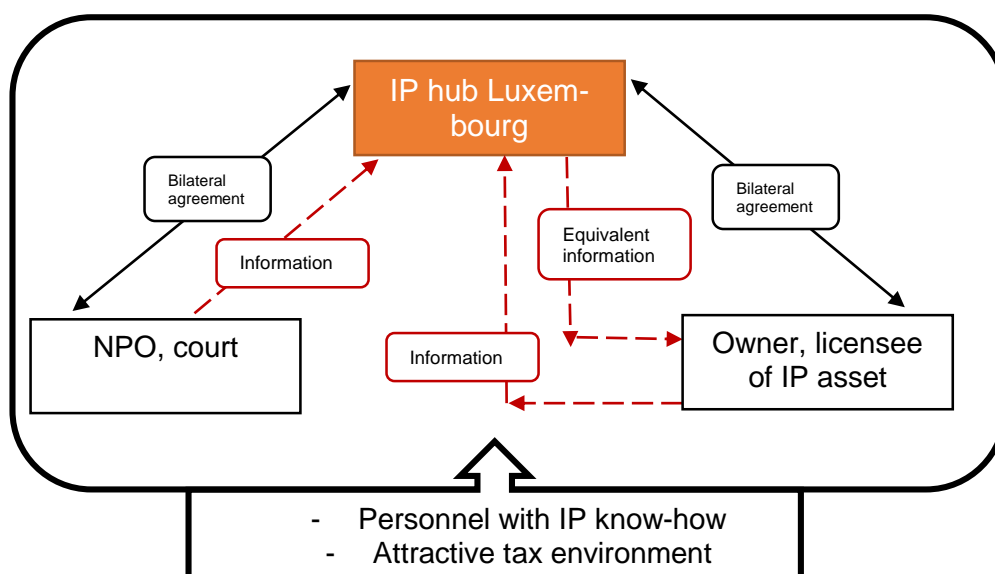 IP hub Luxem-
bourg
Bilateral
agreement
Bilateral
agreement
Information
Equivalent
information
NPO, court
Information
Owner, licensee
of IP asset
- Personnel with IP know-how
- Attractive tax environment